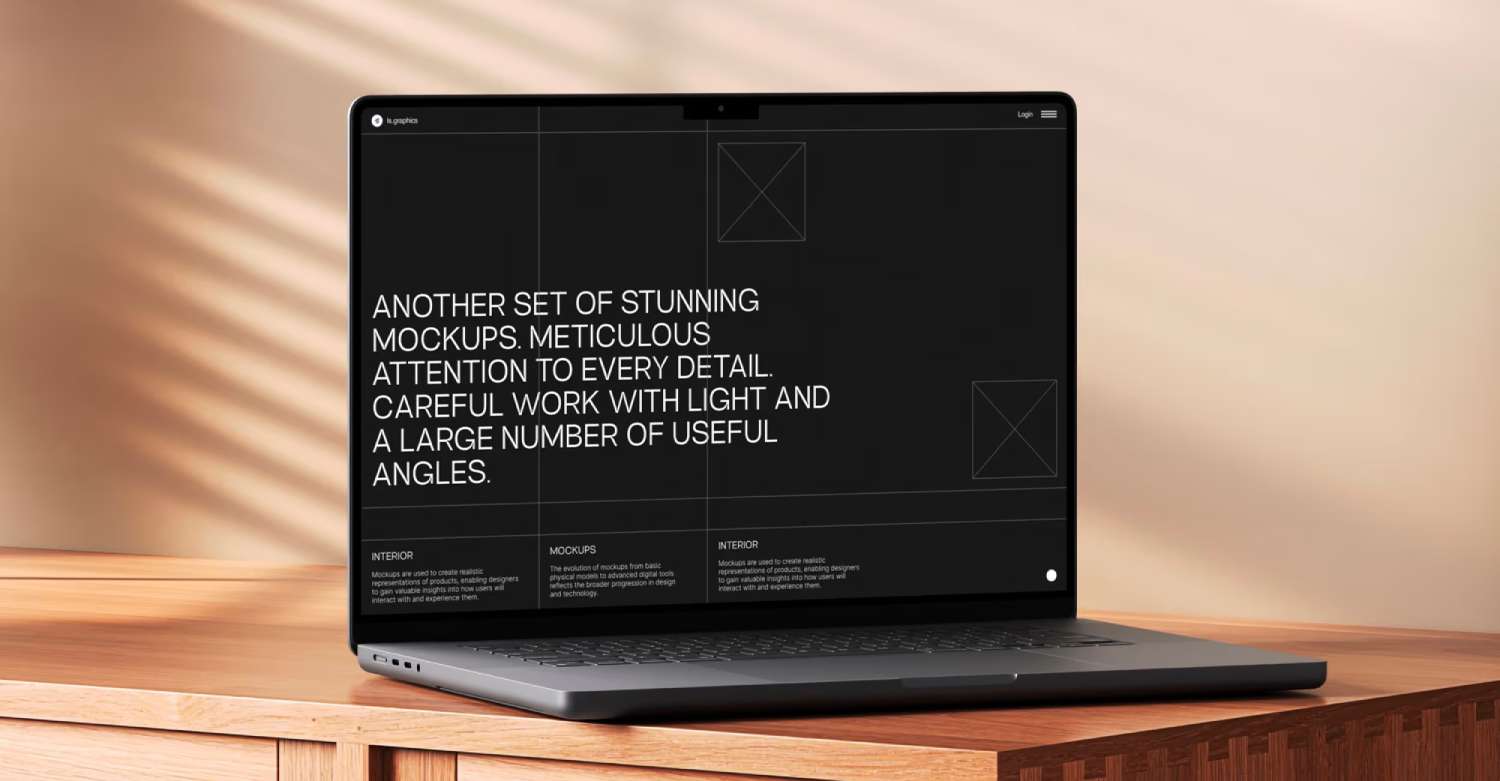 ls.graphics
Login
ANOTHER SET OF STUNNING
MOCKUPS. METICULOUS
ATTENTION TO EVERY DETAIL.
CAREFUL WORK WITH LIGHT AND
A LARGE NUMBER OF USEFUL
ANGLES.
INTERIOR
Mockups are used to create realistic
representations of products, enabling designers
to gain valuable insights into how users will
interact with and experience them.
MOCKUPS
The evolution of mockups from basic
physical models to advanced digital tools
reflects the broader progression in design
and technology.
INTERIOR
Mockups are used to create realistic
representations of products, enabling designers
to gain valuable insights into how users will
interact with and experience them.